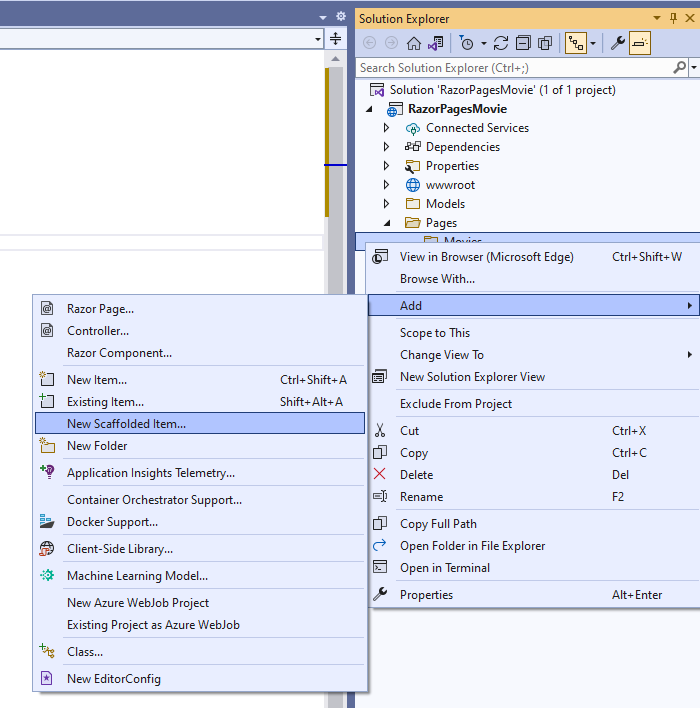 Solution Explorer
Search Solution Explorer (Ctrl+;)
Solution 'RazorPagesMovie' (1 of 1 project)
RazorPagesMovie
Connected Services
Dependencies
Properties
wwwroot
Models
Pages
Movies
View in Browser (Microsoft Edge) Ctrl+Shift+W
Browse With...
Add
Scope to This
Change View To
New Solution Explorer View
Exclude From Project
Cut Ctrl+X
Copy Ctrl+C
Delete Del
Rename F2
Copy Full Path
Open Folder in File Explorer
Open in Terminal
Properties Alt+Enter
Razor Page...
Controller...
Razor Component...
New Item... Ctrl+Shift+A
Existing Item... Shift+Alt+A
New Scaffolded Item...
New Folder
Application Insights Telemetry...
Container Orchestrator Support...
Docker Support...
Client-Side Library...
Machine Learning Model...
New Azure WebJob Project
Existing Project as Azure WebJob
Class...
New EditorConfig